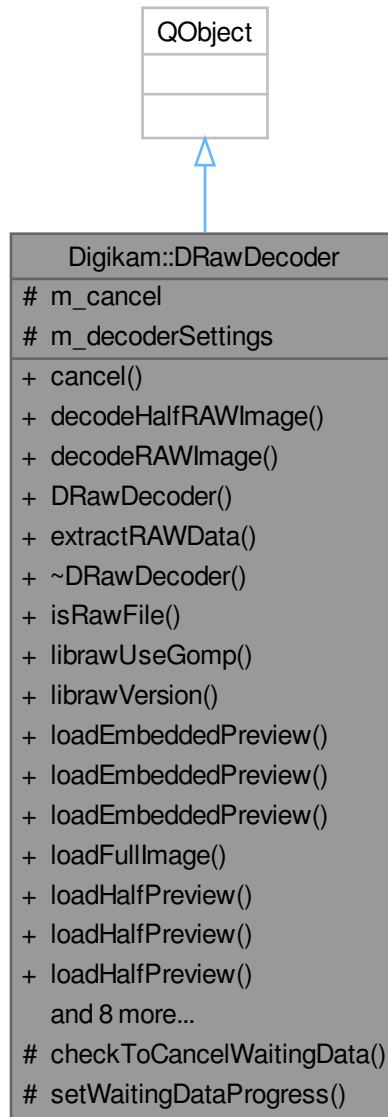 QObject
Digikam::DRawDecoder
# m_cancel
# m_decoderSettings
+ cancel()
+ decodeHalfRAWImage()
+ decodeRAWImage()
+ DRawDecoder()
+ extractRAWData()
+ ~DRawDecoder()
+ isRawFile()
+ librawUseGomp()
+ librawVersion()
+ loadEmbeddedPreview()
+ loadEmbeddedPreview()
+ loadEmbeddedPreview()
+ loadFullImage()
+ loadHalfPreview()
+ loadHalfPreview()
+ loadHalfPreview()
and 8 more...
# checkToCancelWaitingData()
# setWaitingDataProgress()